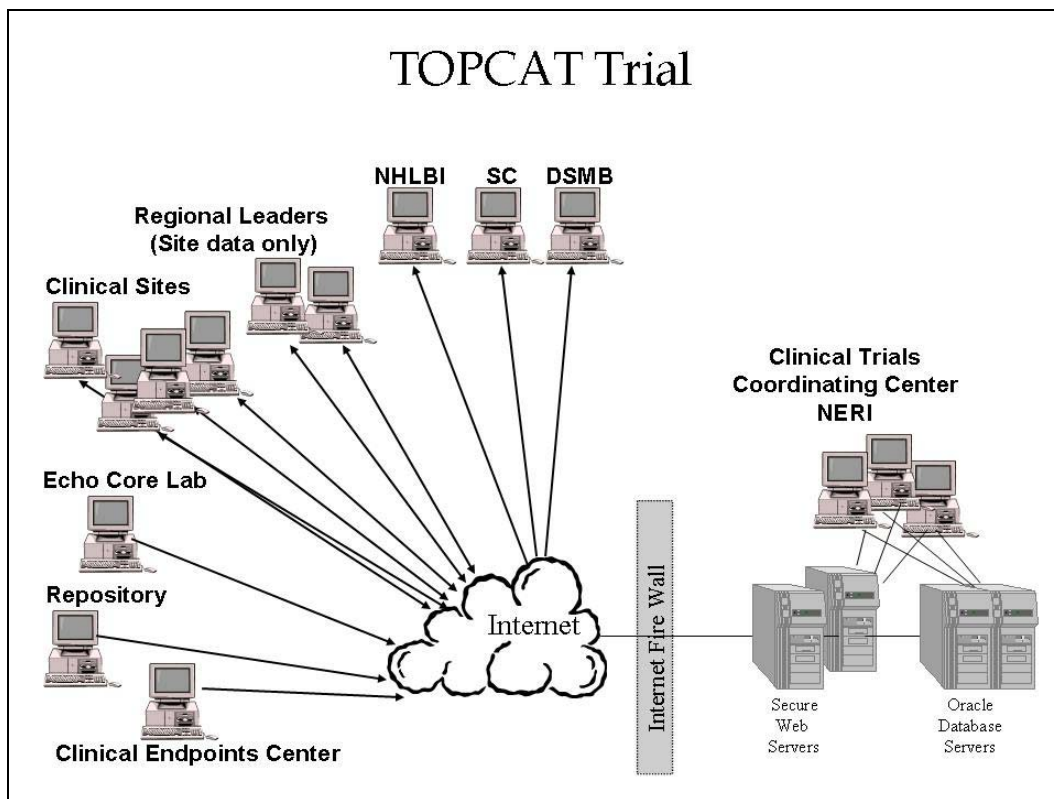 TOPCAT Trial
NHLBI
SC
DSMB
Regional Leaders
(Site data only)
Clinical Sites
Clinical Trials
Coordinating Center
NERI
Echo Core Lab
Repository
Internet
Internet Fire Wall
Clinical Endpoints Center
Secure
Web
Servers
Oracle
Database
Servers